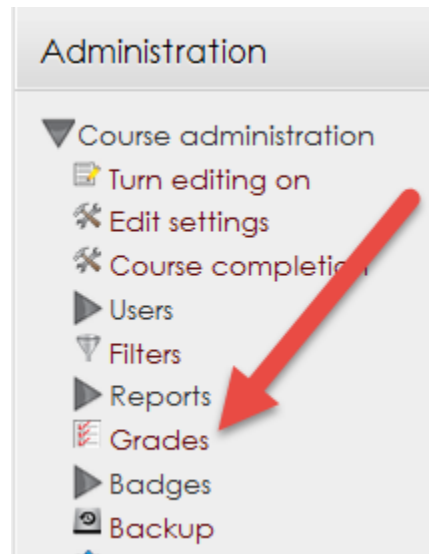 Administration
Course administration
Turn editing on
Edit settings
Course completion
Users
Filters
Reports
Grades
Badges
Backup